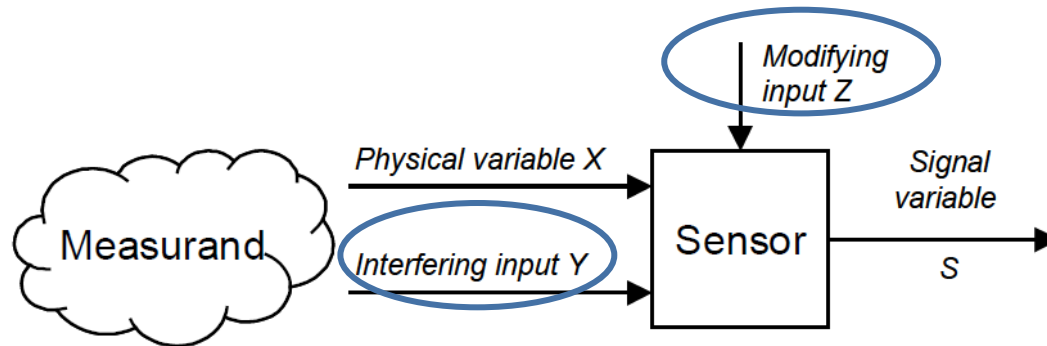 Modifying
input Z
Physical variable X
Signal
variable
Measurand
Sensor
Interfering input Y
S